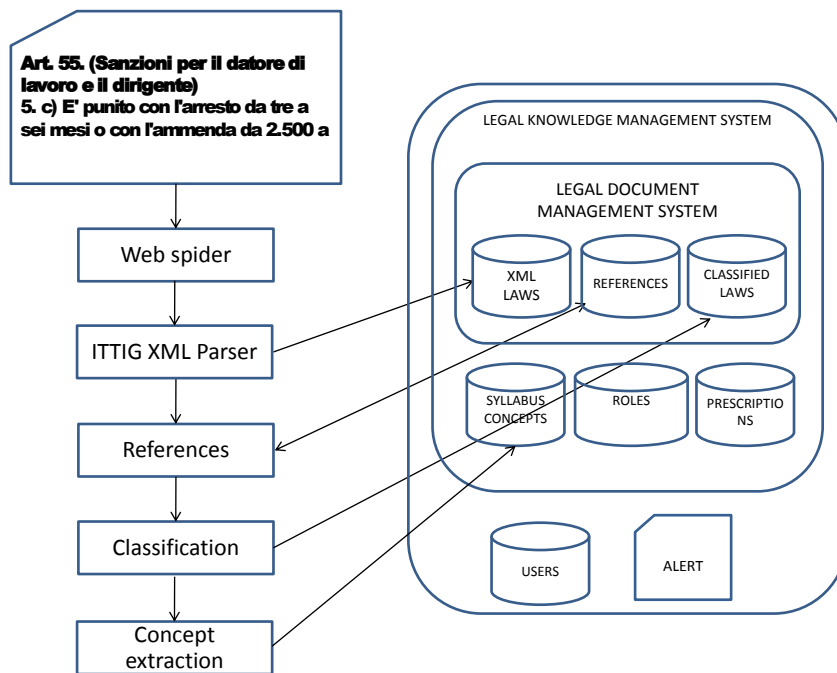 Art. 55. (Sanzioni per il datore di
lavoro e il dirigente)
5. c) E' punito con l'arresto da tre a
sei mesi o con l'ammenda da 2.500 a
Web spider
ITTIG XML Parser
References
Classification
Concept
extraction
LEGAL KNOWLEDGE MANAGEMENT SYSTEM
LEGAL DOCUMENT
MANAGEMENT SYSTEM
XML
LAWS
REFERENCES
CLASSIFIED
LAWS
SYLLABUS
CONCEPTS
ROLES
PRESCRIPTIO
NS
USERS
ALERT